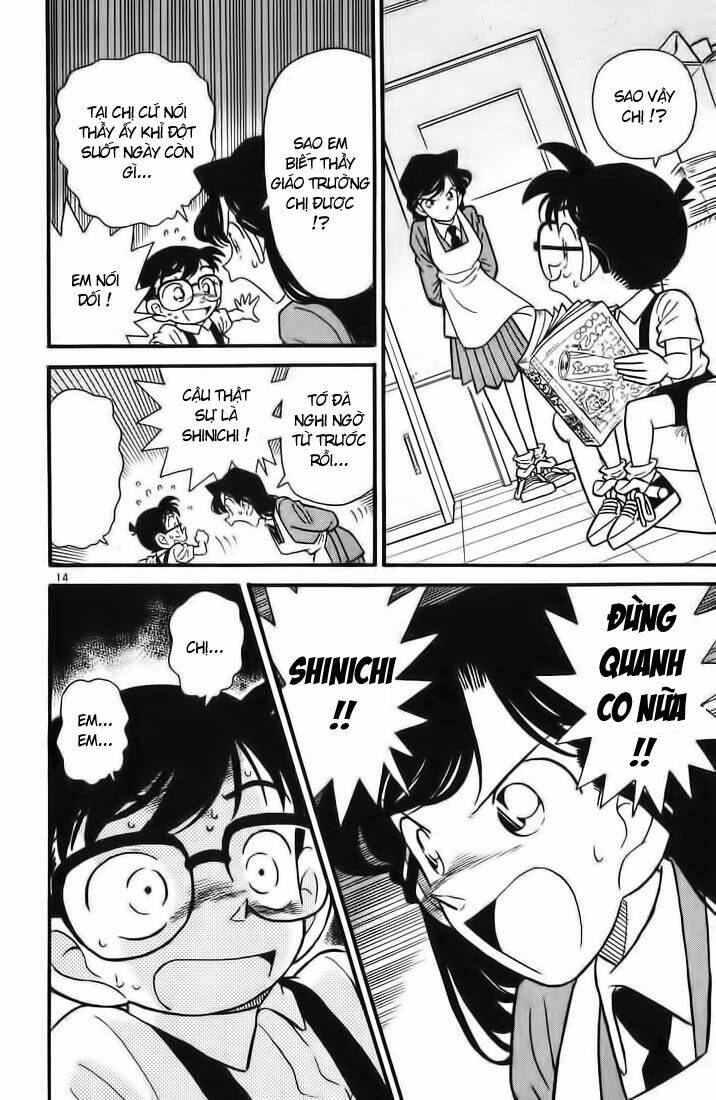 SAO VẬY
CHỊ !?
SAO EM
BIẾT THẦY
GIÁO TRƯỜNG
CHỊ ĐƯỢC
!?
TẠI CHỊ CỨ NÓI
THẦY ẤY KHỈ ĐỘT
SUỐT NGÀY CÒN
GÌ...
EM NÓI
DỐI !
TỚ ĐÃ
NGHI NGỜ
TỪ TRƯỚC
RỒI...
CẬU THẬT
SỰ LÀ
SHINICHI !
14
ĐỪNG
QUANH
CO NỮA
!!
SHINICHI
!!
CHỊ...
EM...
EM...